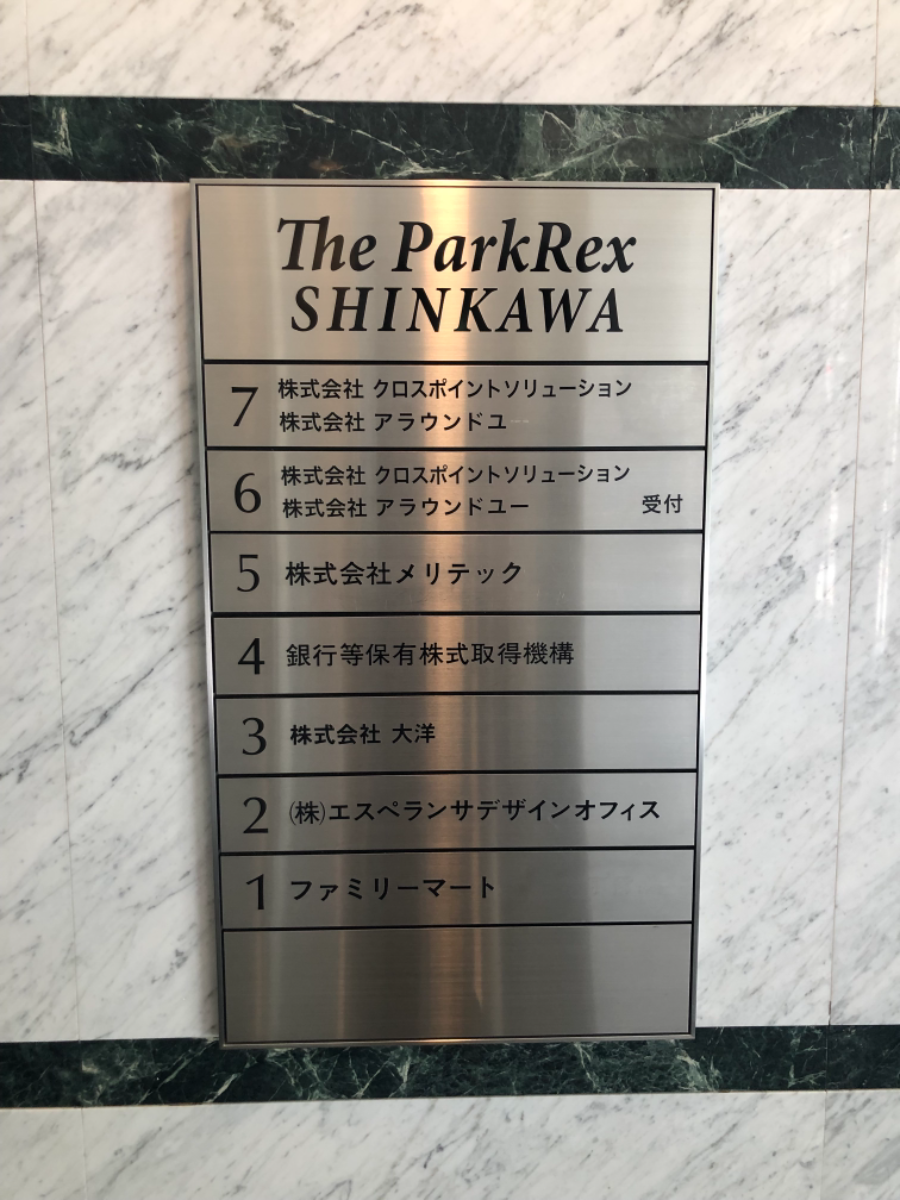 The ParkRex
SHINKAWA
7 株式会社 クロスポイントソリューション
株式会社 アラウンドユ
6 株式会社 クロスポイントソリューション
株式会社 アラウンドユー 受付
5 株式会社メリテック
4 銀行等保有株式取得機構
3 株式会社 大洋
2 ㈱エスペランサデザインオフィス
1 ファミリーマート